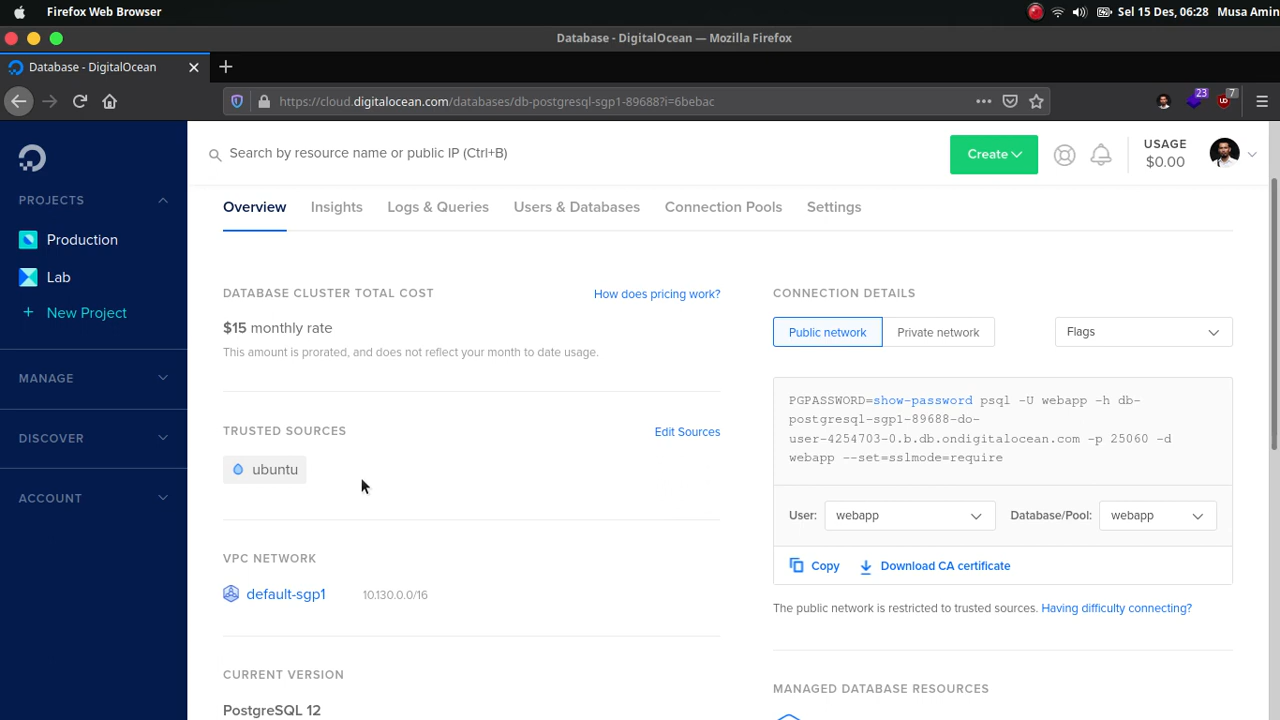 Firefox Web Browser
Sel 15 Des, 06:28 Musa Amin
Database - DigitalOcean — Mozilla Firefox
Database - DigitalOcean
https://cloud.digitalocean.com/databases/db-postgresql-sgp1-89688?i=6bebac
23
7
Search by resource name or public IP (Ctrl+B)
Create
USAGE
$0.00
PROJECTS
Production
Lab
+ New Project
MANAGE
DISCOVER
ACCOUNT
Overview Insights Logs & Queries Users & Databases Connection Pools Settings
DATABASE CLUSTER TOTAL COST
How does pricing work?
$15 monthly rate
This amount is prorated, and does not reflect your month to date usage.
TRUSTED SOURCES
Edit Sources
ubuntu
VPC NETWORK
default-sgp1
10.130.0.0/16
CURRENT VERSION
PostgreSQL 12
CONNECTION DETAILS
Public network Private network
Flags
PGPASSWORD=show-password psql -U webapp -h db-
postgresql-sgp1-89688-do-
user-4254703-0.b.db.ondigitalocean.com -p 25060 -d
webapp --set=sslmode=require
User: webapp Database/Pool: webapp
Copy Download CA certificate
The public network is restricted to trusted sources. Having difficulty connecting?
MANAGED DATABASE RESOURCES